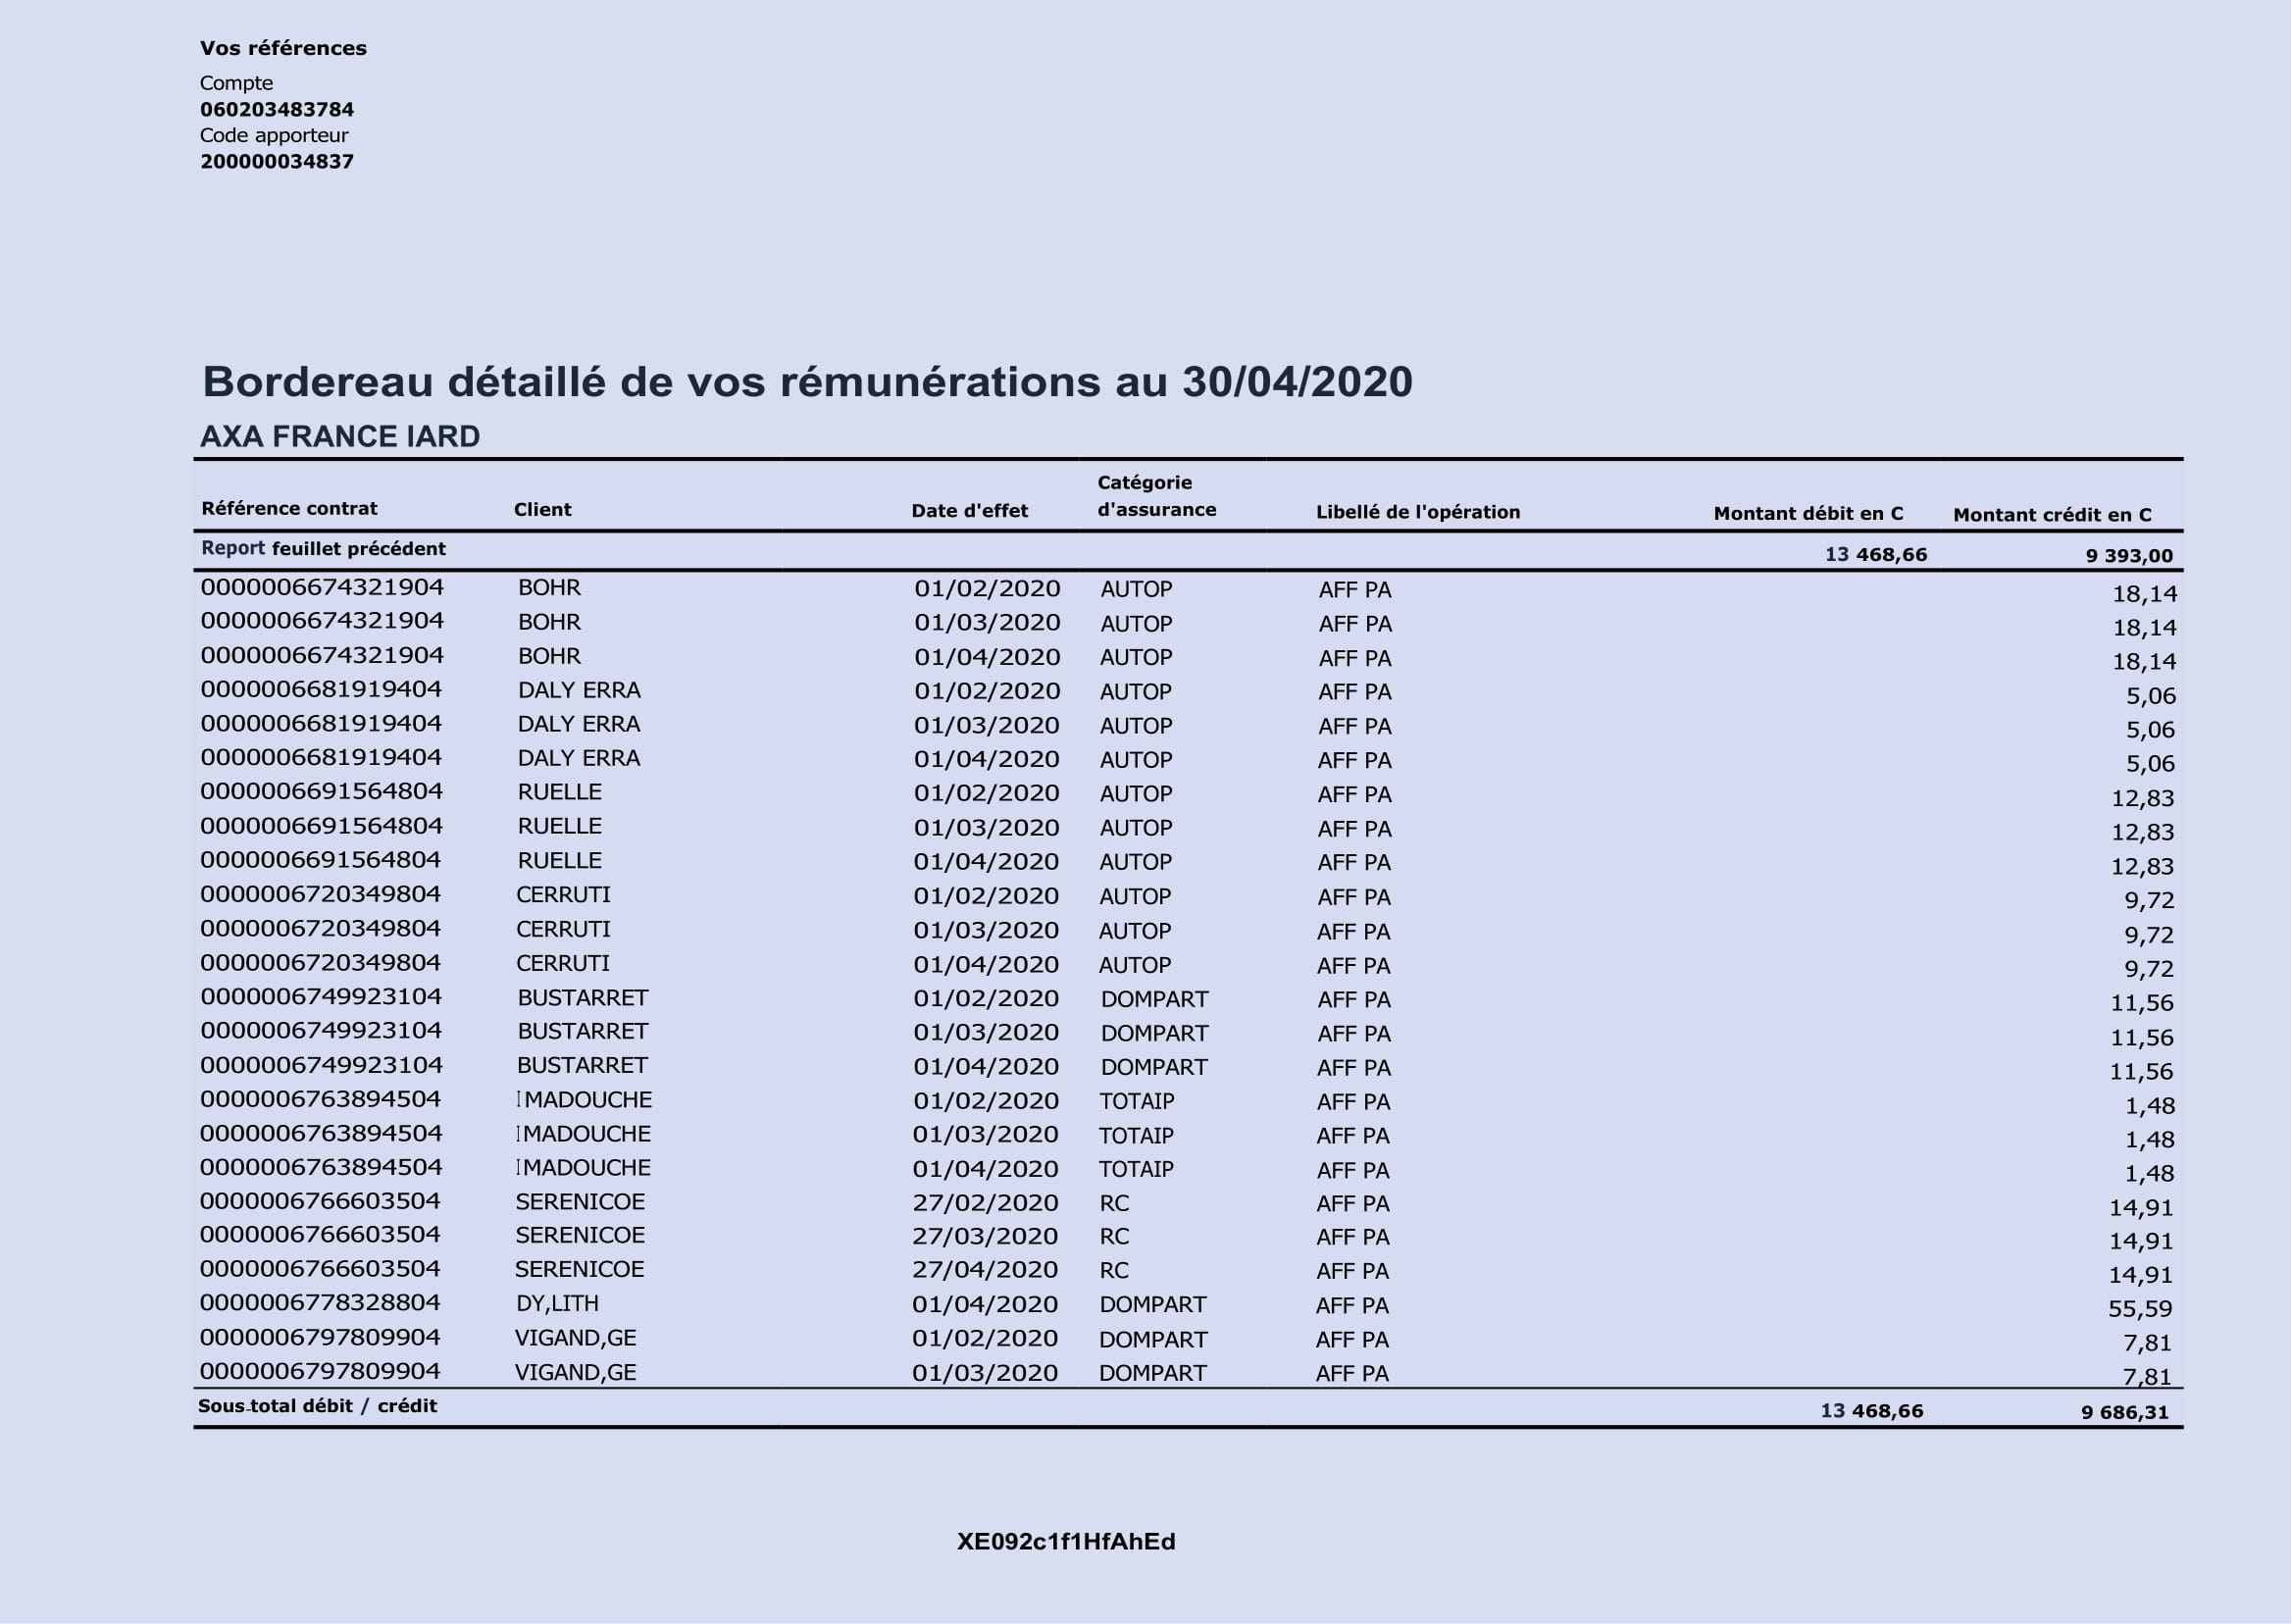 Vos références
Compte
060203483784
Code apporteur
200000034837
Bordereau détaillé de vos rémunérations au 30/04/2020
AXA FRANCE IARD
Référence contrat Client Date d'effet Catégorie d'assurance Libellé de l'opération Montant débit en C Montant crédit en C
Report feuillet précédent 13 468,66 9 393,00
0000006674321904 BOHR 01/02/2020 AUTOP AFF PA 18,14
0000006674321904 BOHR 01/03/2020 AUTOP AFF PA 18,14
0000006674321904 BOHR 01/04/2020 AUTOP AFF PA 18,14
0000006681919404 DALY ERRA 01/02/2020 AUTOP AFF PA 5,06
0000006681919404 DALY ERRA 01/03/2020 AUTOP AFF PA 5,06
0000006681919404 DALY ERRA 01/04/2020 AUTOP AFF PA 5,06
0000006691564804 RUELLE 01/02/2020 AUTOP AFF PA 12,83
0000006691564804 RUELLE 01/03/2020 AUTOP AFF PA 12,83
0000006691564804 RUELLE 01/04/2020 AUTOP AFF PA 12,83
0000006720349804 CERRUTI 01/02/2020 AUTOP AFF PA 9,72
0000006720349804 CERRUTI 01/03/2020 AUTOP AFF PA 9,72
0000006720349804 CERRUTI 01/04/2020 AUTOP AFF PA 9,72
0000006749923104 BUSTARRET 01/02/2020 DOMPART AFF PA 11,56
0000006749923104 BUSTARRET 01/03/2020 DOMPART AFF PA 11,56
0000006749923104 BUSTARRET 01/04/2020 DOMPART AFF PA 11,56
0000006763894504 IMADOUCHE 01/02/2020 TOTAIP AFF PA 1,48
0000006763894504 IMADOUCHE 01/03/2020 TOTAIP AFF PA 1,48
0000006763894504 IMADOUCHE 01/04/2020 TOTAIP AFF PA 1,48
0000006766603504 SERENICOE 27/02/2020 RC AFF PA 14,91
0000006766603504 SERENICOE 27/03/2020 RC AFF PA 14,91
0000006766603504 SERENICOE 27/04/2020 RC AFF PA 14,91
0000006778328804 DY,LITH 01/04/2020 DOMPART AFF PA 55,59
0000006797809904 VIGAND,GE 01/02/2020 DOMPART AFF PA 7,81
0000006797809904 VIGAND,GE 01/03/2020 DOMPART AFF PA 7,81
Sous-total débit / crédit 13 468,66 9 686,31
XE092c1f1HfAhEd